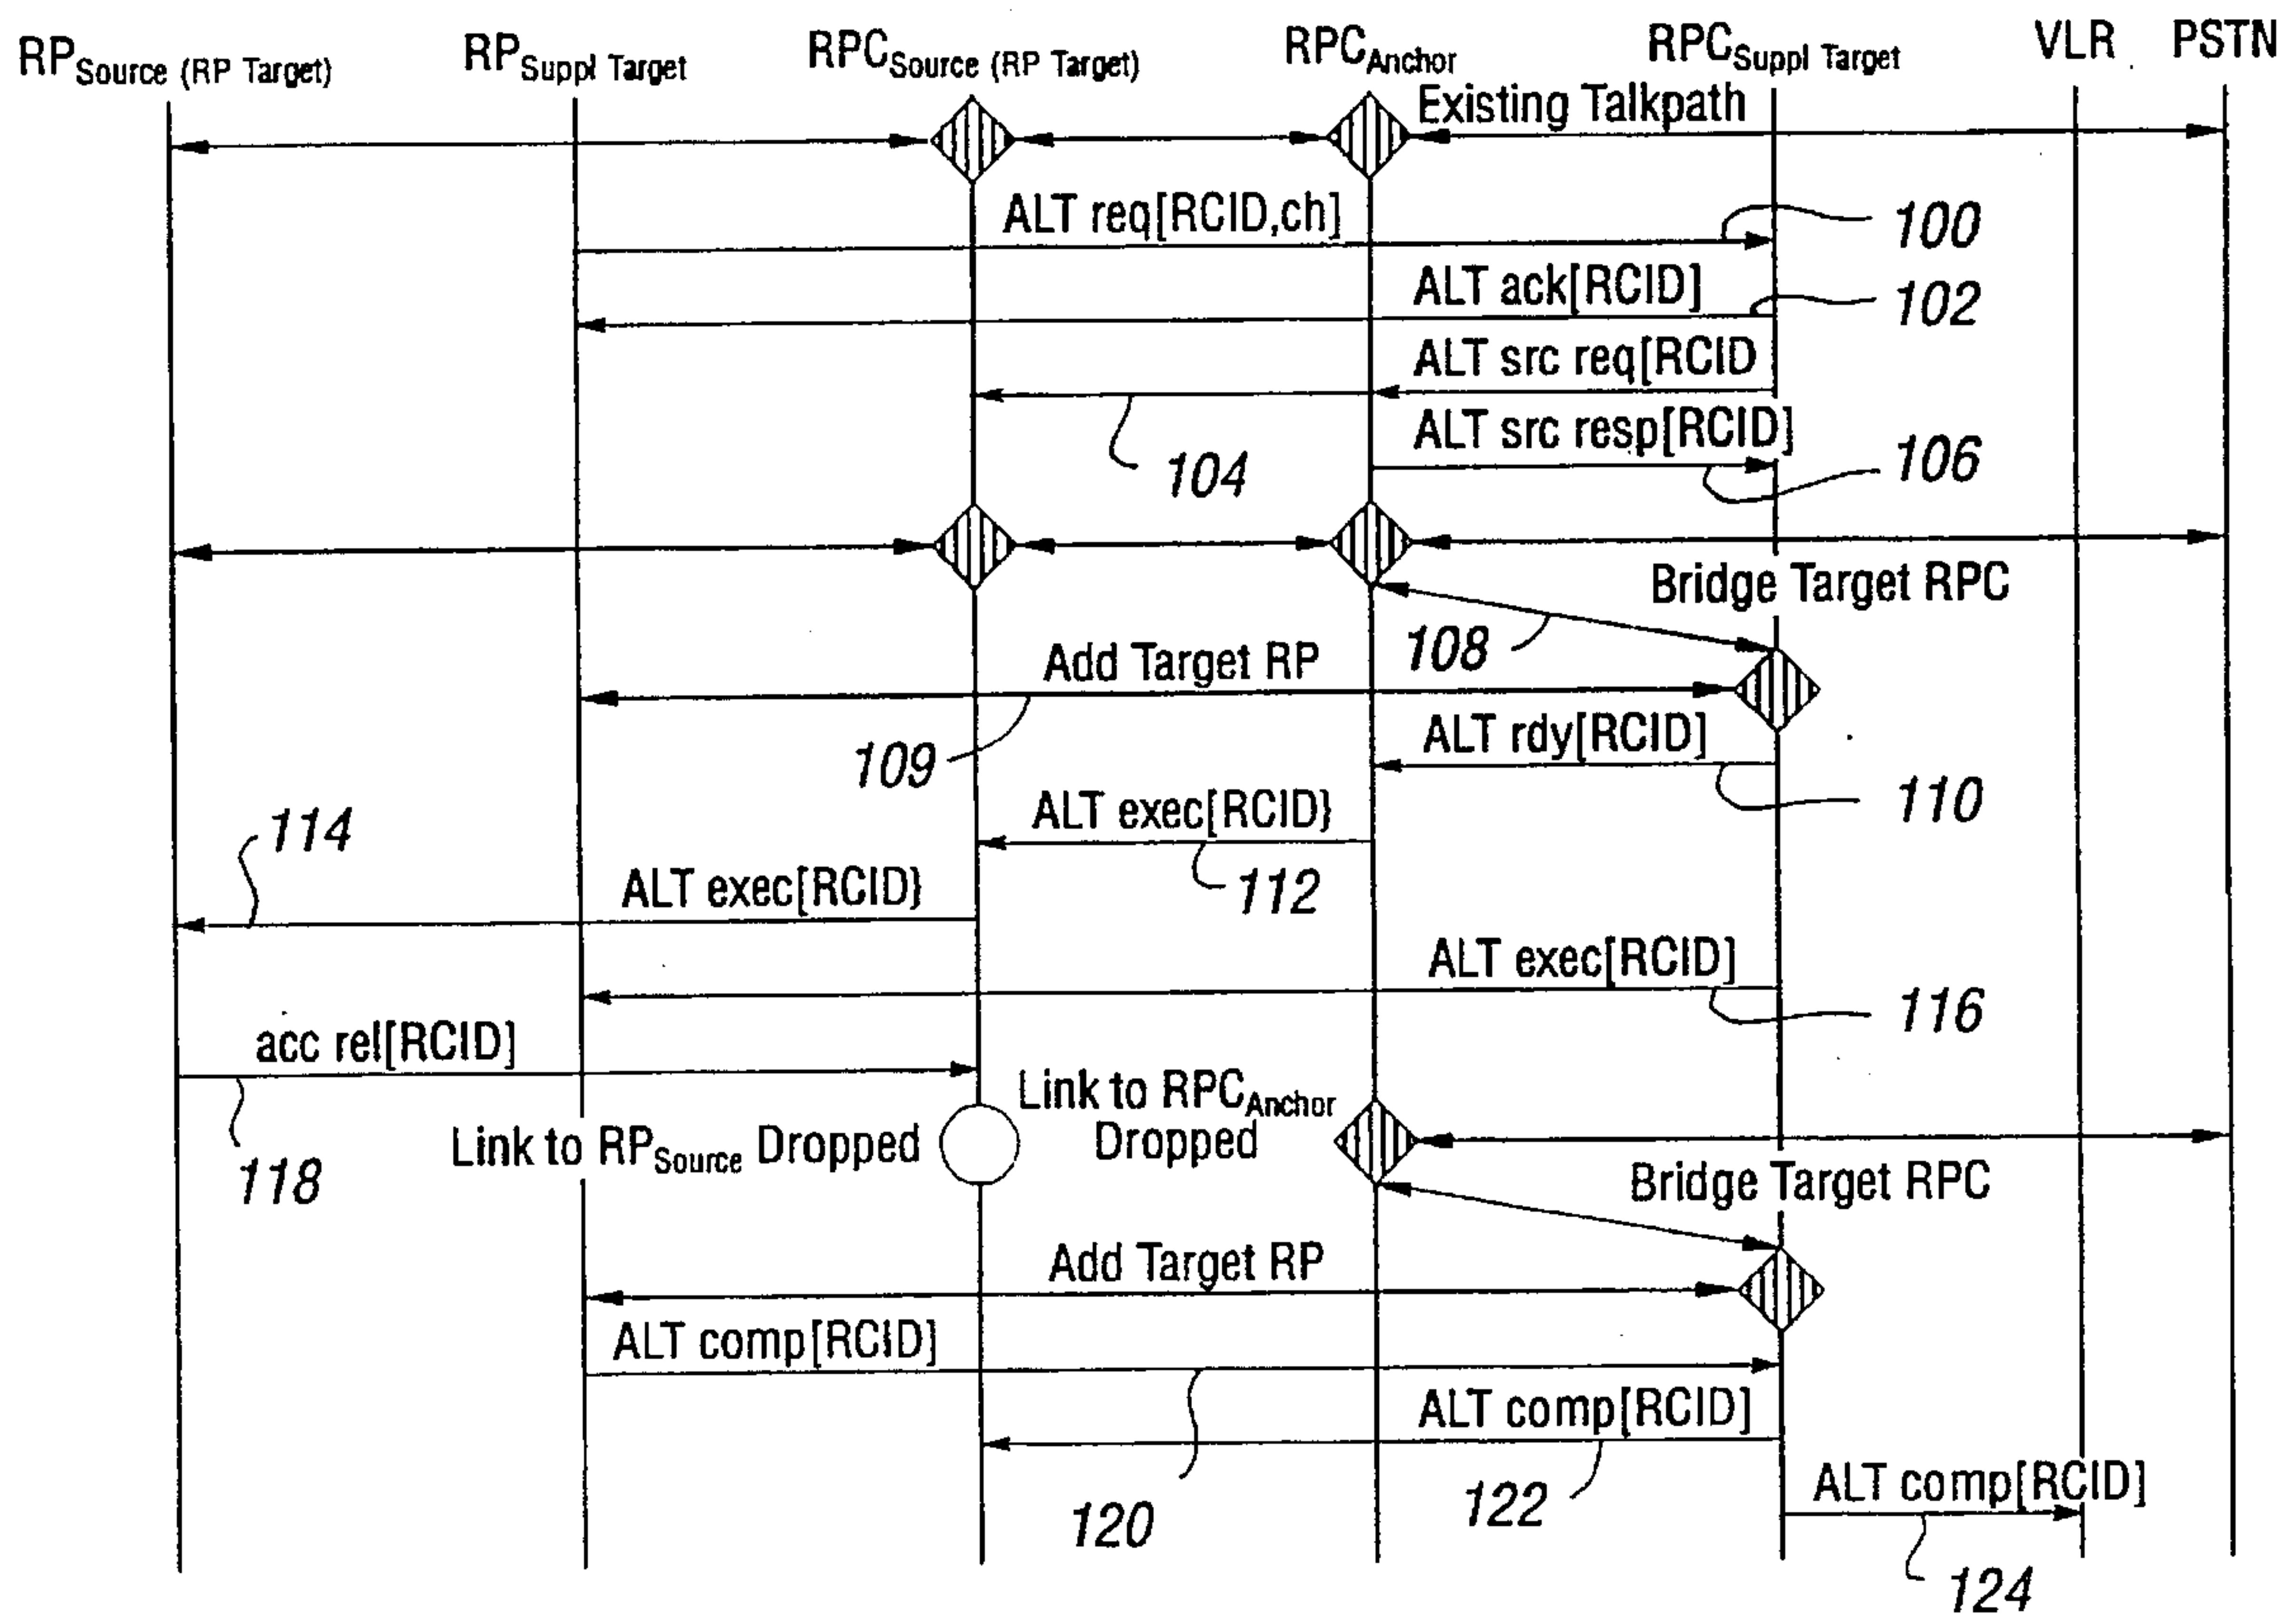 RPSource (RP Target) RPSuppl Target RPCSource (RP Target) RPCAnchor RPCSuppl Target VLR PSTN
Existing Talkpath
ALT req[RCID,ch] 100
ALT ack[RCID] 102
ALT src req[RCID
104
ALT src resp[RCID] 106
Bridge Target RPC
108
Add Target RP
109
ALT rdy[RCID] 110
ALT exec[RCID}
112
114
ALT exec[RCID}
ALT exec[RCID] 116
acc rel[RCID]
118
Link to RPSource Dropped
Link to RPCAnchor
Dropped
Bridge Target RPC
Add Target RP
ALT comp[RCID]
120
ALT comp[RCID]
122
ALT comp[RCID]
124